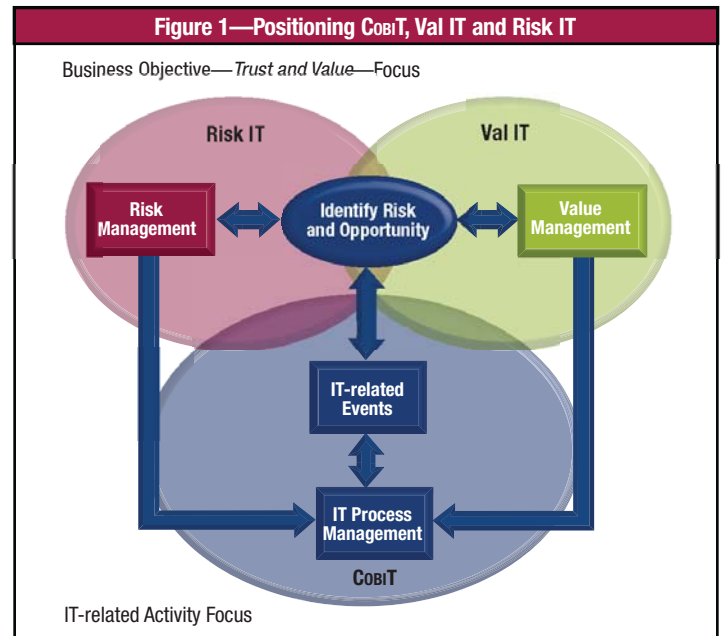 Figure 1—Positioning COBIT, Val IT and Risk IT
Business Objective—Trust and Value—Focus
Risk IT
Val IT
Risk
Management
Identify Risk
and Opportunity
Value
Management
IT-related
Events
IT Process
Management
COBIT
IT-related Activity Focus